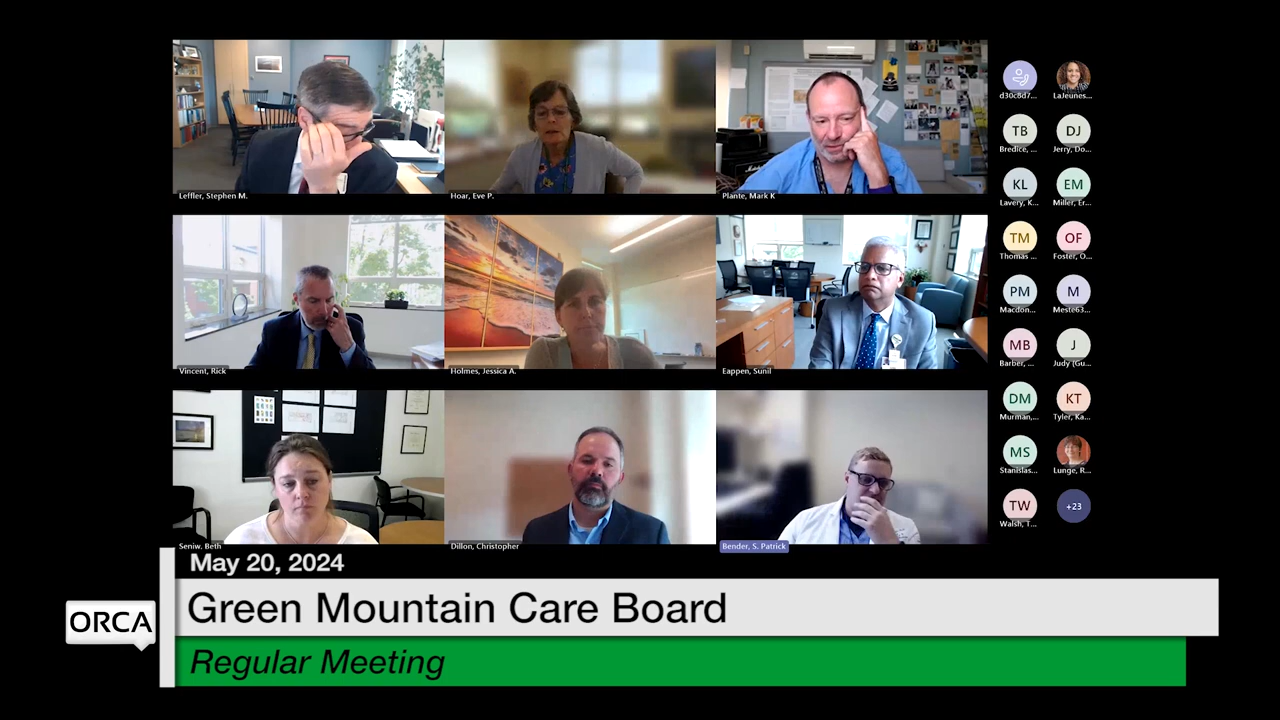 Leffler, Stephen M.
Hoar, Eve P.
Plante, Mark K
Vincent, Rick
Holmes, Jessica A.
Eappen, Sunil
Seniw, Beth
Dillon, Christopher
Bender, S. Patrick
d30c8d7...
LaJeunes...
TB
DJ
Bredice, ...
Jerry, Do...
KL
EM
Lavery, K...
Miller, Er...
TM
OF
Thomas ...
Foster, O...
PM
M
Macdon...
Meste63...
MB
J
Barber, ...
Judy (Gu...
DM
KT
Murman,...
Tyler, Ka...
MS
Stanislas...
Lunge, R...
TW
+23
Walsh, T...
May 20, 2024
ORCA
Green Mountain Care Board
Regular Meeting